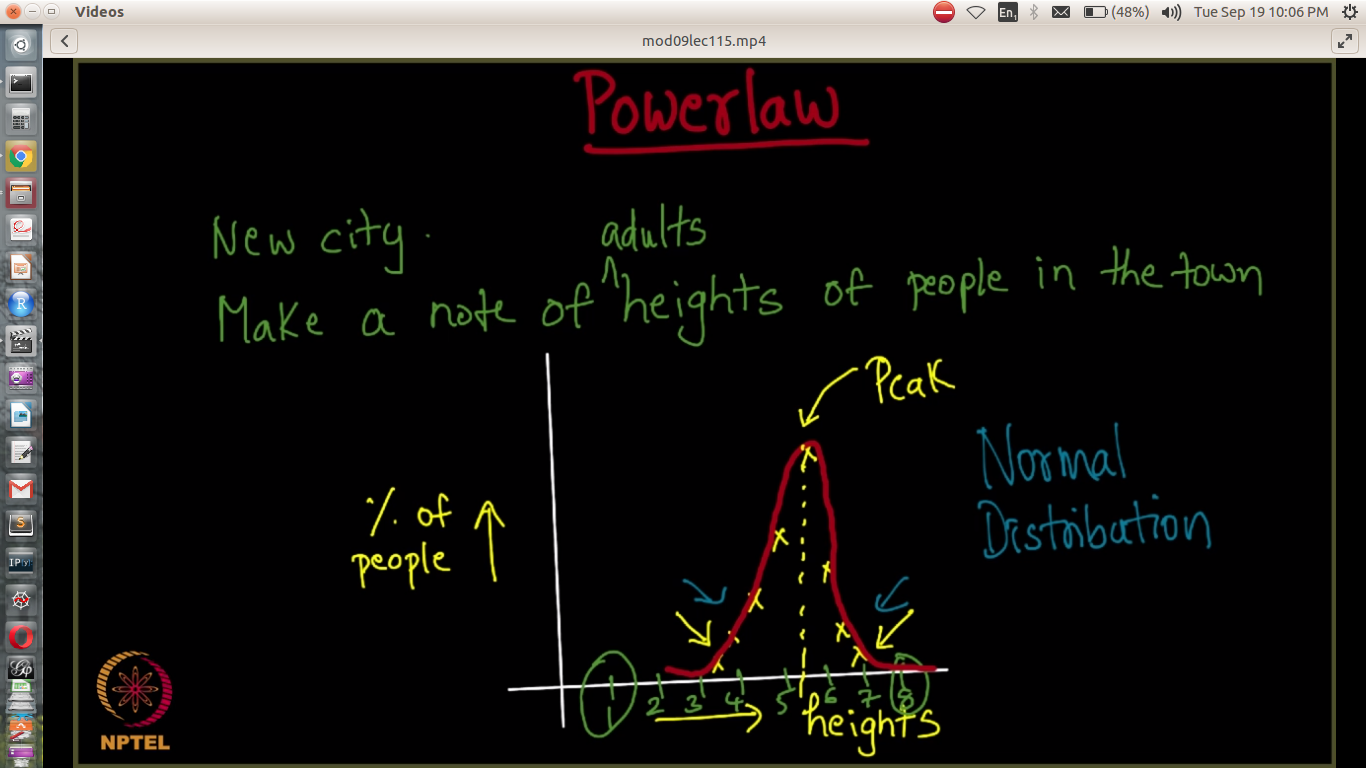 Videos
En1
(48%)
Tue Sep 19 10:06 PM
mod09lec115.mp4
Powerlaw
New city.
adults
Make a note of ^ heights of people in the town
Peak
Normal
Distribution
% of
people
1 2 3 4 5 6 7 8
heights
NPTEL